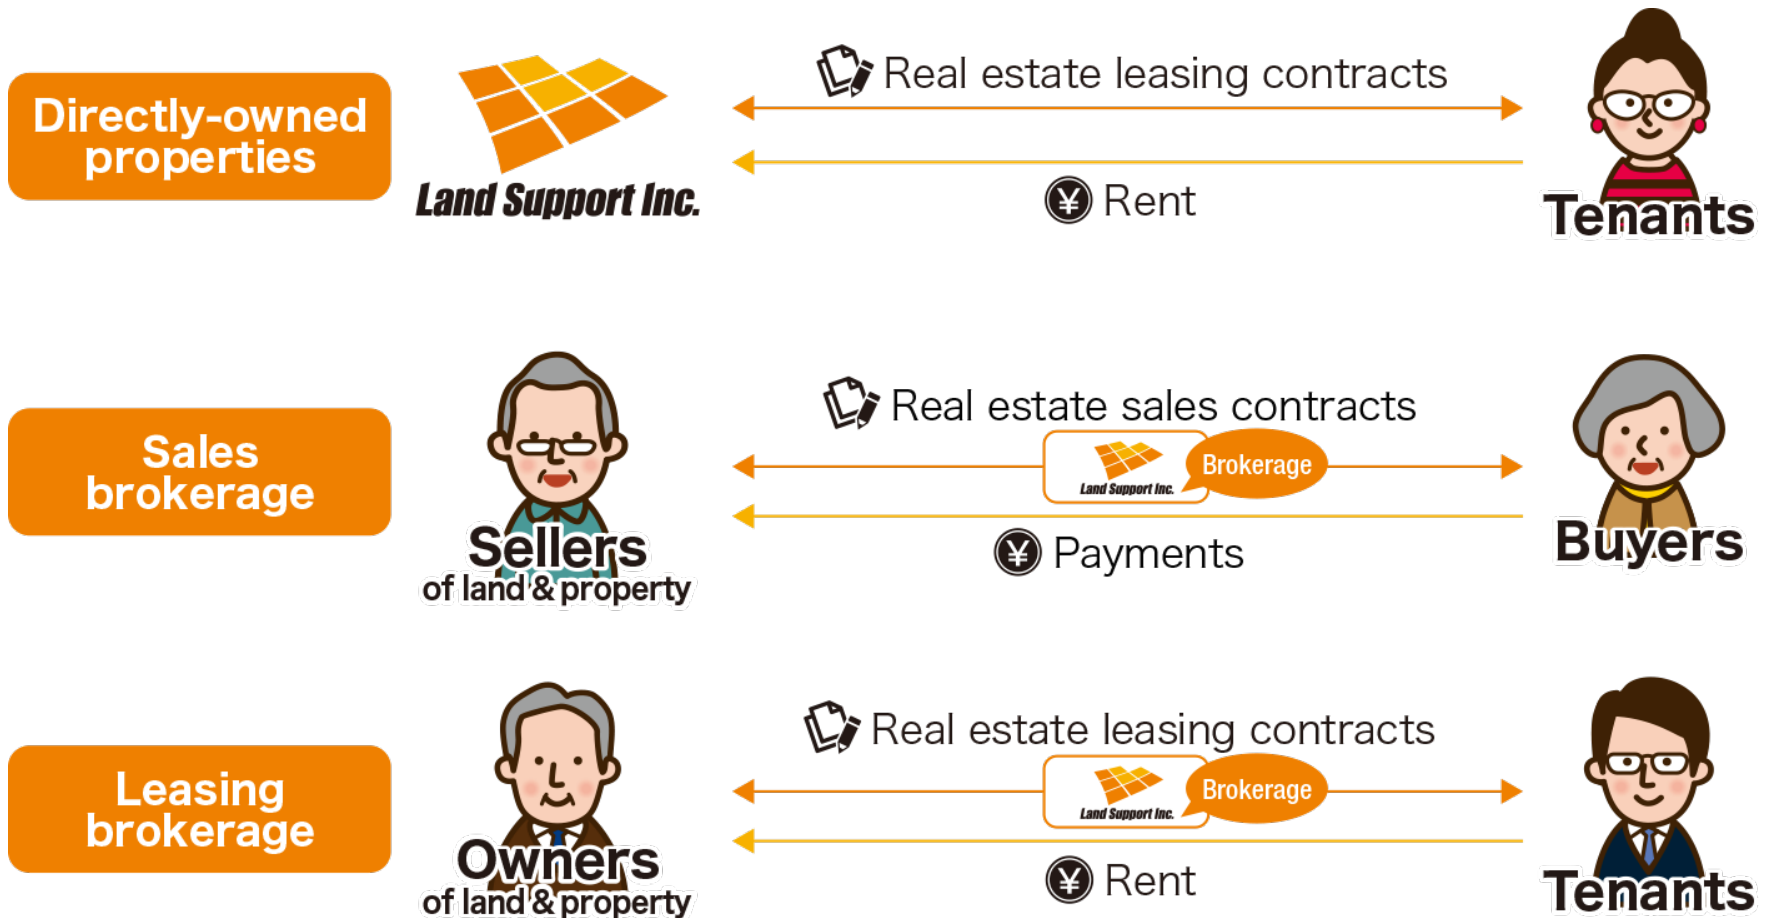 Directly-owned
properties
Land Support Inc.
Real estate leasing contracts
¥ Rent
Tenants
Sales
brokerage
Sellers
of land & property
Real estate sales contracts
Land Support Inc.
Brokerage
¥ Payments
Buyers
Leasing
brokerage
Owners
of land & property
Real estate leasing contracts
Land Support Inc.
Brokerage
¥ Rent
Tenants